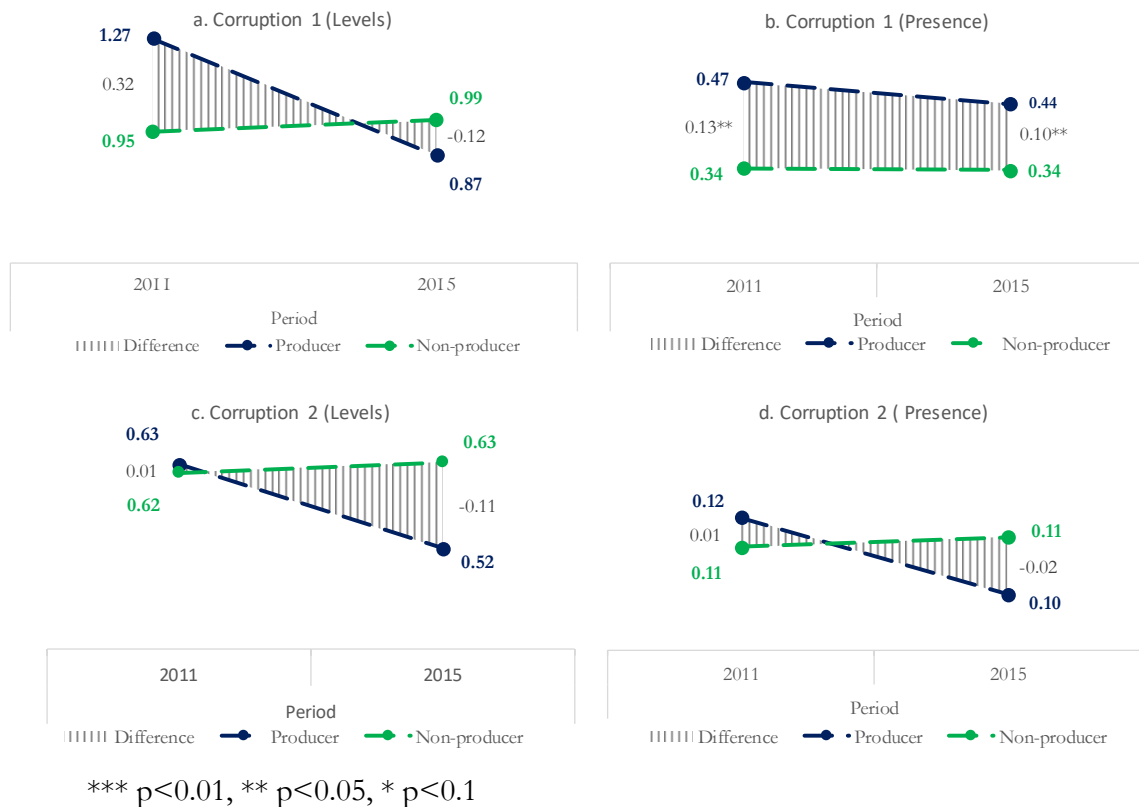 a. Corruption 1 (Levels)
1.27
0.32
0.95
0.99
-0.12
0.87
2011 2015
Period
Difference Producer Non-producer
b. Corruption 1 (Presence)
0.47
0.13**
0.34
0.44
0.10**
0.34
2011 2015
Period
Difference Producer Non-producer
c. Corruption 2 (Levels)
0.63
0.01
0.62
0.63
-0.11
0.52
2011 2015
Period
Difference Producer Non-producer
d. Corruption 2 ( Presence)
0.12
0.01
0.11
0.11
-0.02
0.10
2011 2015
Period
Difference Producer Non-producer
*** p<0.01, ** p<0.05, * p<0.1